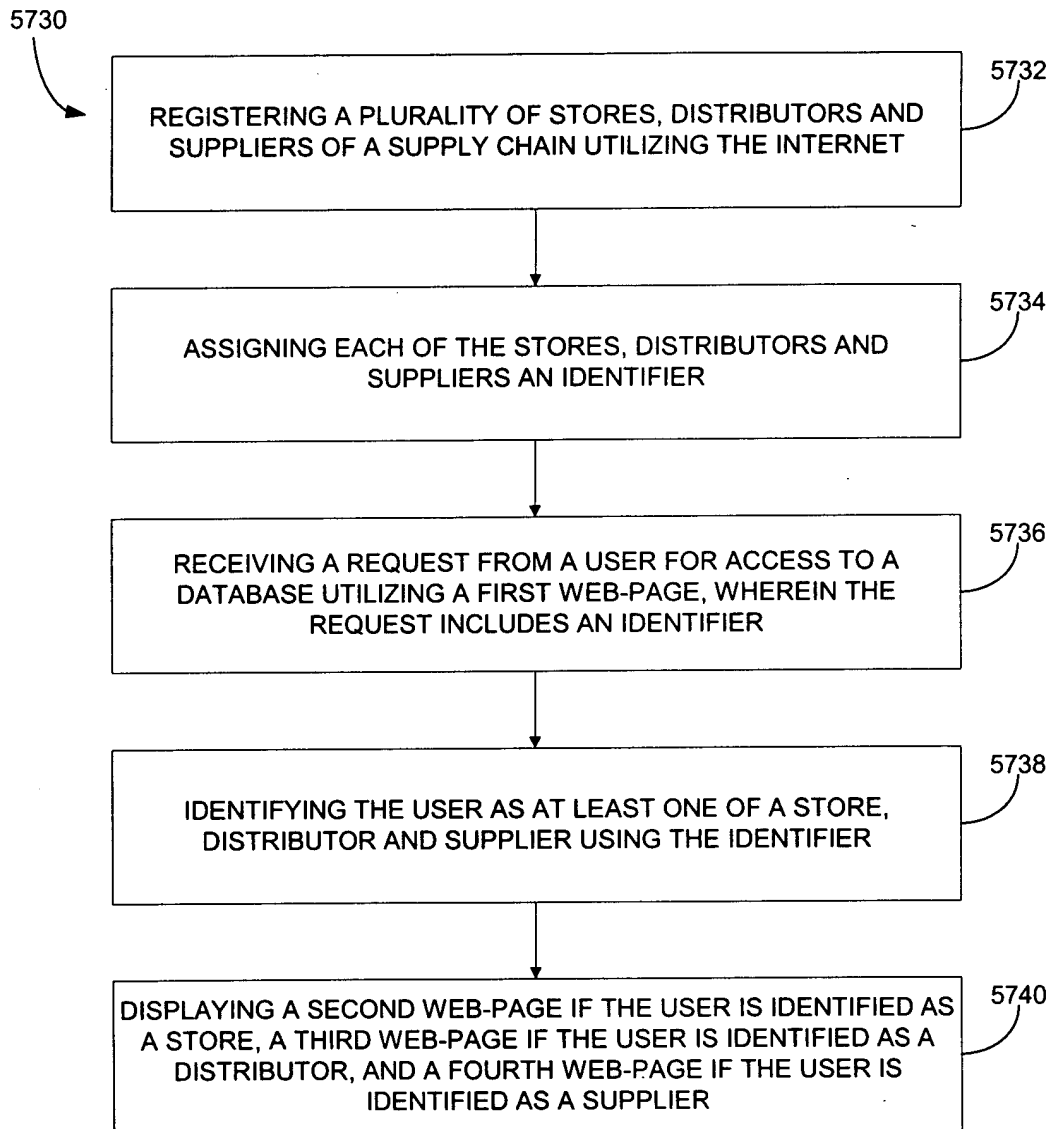 5730
5732
REGISTERING A PLURALITY OF STORES, DISTRIBUTORS AND
SUPPLIERS OF A SUPPLY CHAIN UTILIZING THE INTERNET
5734
ASSIGNING EACH OF THE STORES, DISTRIBUTORS AND
SUPPLIERS AN IDENTIFIER
5736
RECEIVING A REQUEST FROM A USER FOR ACCESS TO A
DATABASE UTILIZING A FIRST WEB-PAGE, WHEREIN THE
REQUEST INCLUDES AN IDENTIFIER
5738
IDENTIFYING THE USER AS AT LEAST ONE OF A STORE,
DISTRIBUTOR AND SUPPLIER USING THE IDENTIFIER
5740
DISPLAYING A SECOND WEB-PAGE IF THE USER IS IDENTIFIED AS
A STORE, A THIRD WEB-PAGE IF THE USER IS IDENTIFIED AS A
DISTRIBUTOR, AND A FOURTH WEB-PAGE IF THE USER IS
IDENTIFIED AS A SUPPLIER